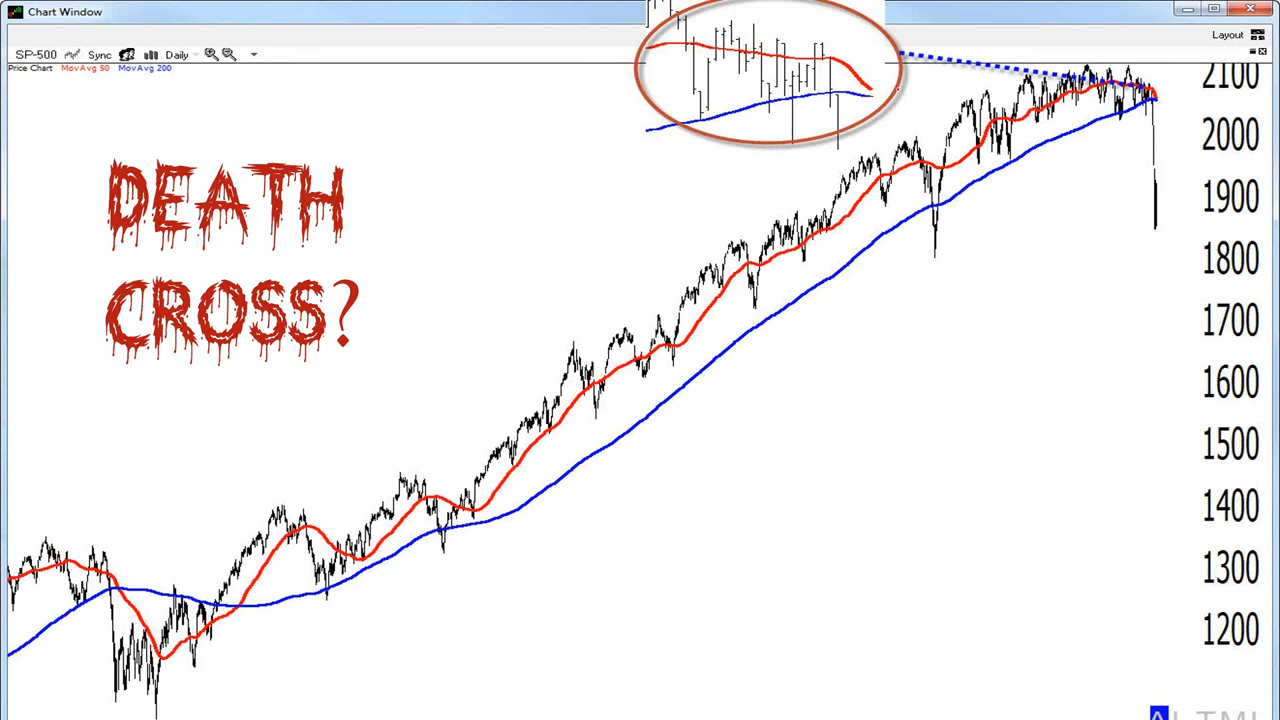 Chart Window
Layout
SP-500 Sync Daily
Price Chart MovAvg 50 MovAvg 200
DEATH
CROSS?
2100
2000
1900
1800
1700
1600
1500
1400
1300
1200